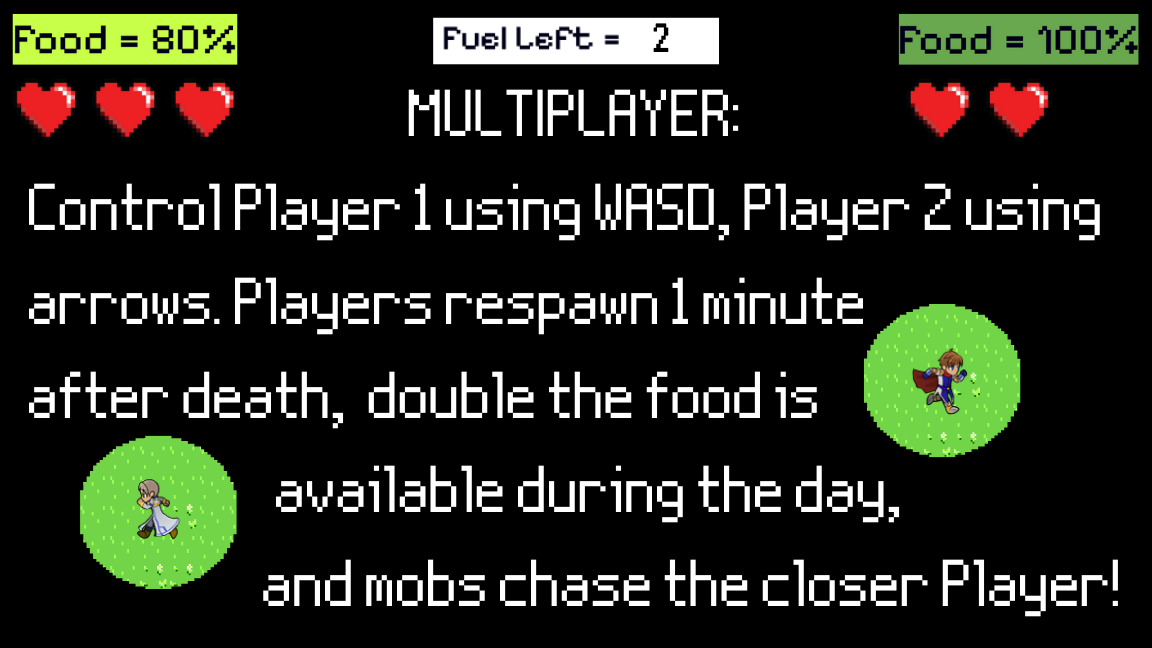 Food = 80%
Fuel Left = 2
Food = 100%
MULTIPLAYER:
Control Player 1 using WASD, Player 2 using
arrows. Players respawn 1 minute
after death, double the food is
available during the day,
and mobs chase the closer Player!